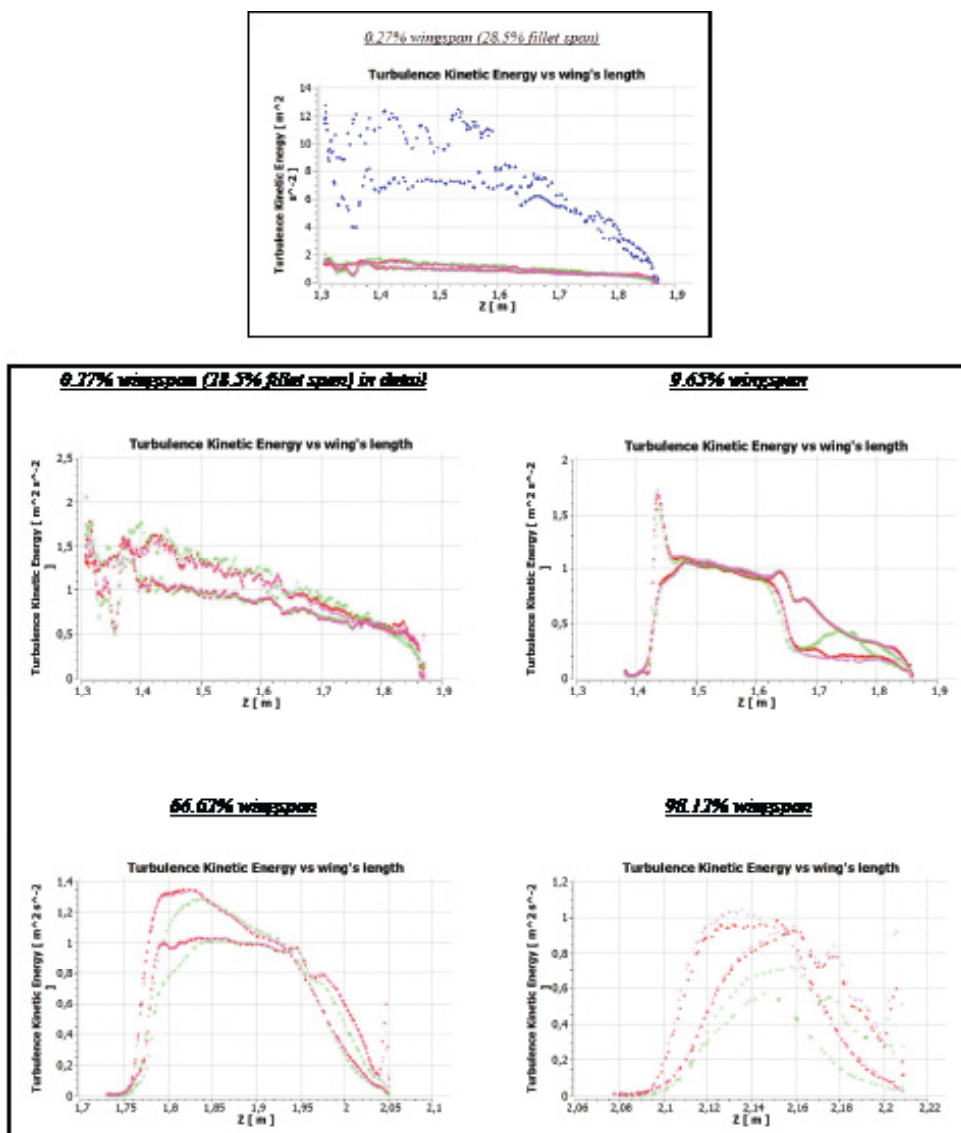 0.27% wingspan (28.5% fillet span)
Turbulence Kinetic Energy vs wing's length
Turbulence Kinetic Energy [ m^2
s^-2
]
14
12
10
8
6
4
2
0
1,3 1,4 1,5 1,6 1,7 1,8 1,9
Z [ m ]
0.27% wingspan (28.5% fillet span) in detail
Turbulence Kinetic Energy vs wing's length
Turbulence Kinetic Energy [ m^2 s^-2
]
2,5
2
1,5
1
0,5
0
1,3 1,4 1,5 1,6 1,7 1,8 1,9
Z [ m ]
9.65% wingspan
Turbulence Kinetic Energy vs wing's length
Turbulence Kinetic Energy [ m^2 s^-2
]
2
1,5
1
0,5
0
1,3 1,4 1,5 1,6 1,7 1,8 1,9
Z [ m ]
66.62% wingspan
Turbulence Kinetic Energy vs wing's length
Turbulence Kinetic Energy [ m^2 s^-2
]
1,4
1,2
1
0,8
0,6
0,4
0,2
0
1,7 1,75 1,8 1,85 1,9 1,95 2 2,05 2,1
Z [ m ]
98.12% wingspan
Turbulence Kinetic Energy vs wing's length
Turbulence Kinetic Energy [ m^2 s^-2
]
1,2
1
0,8
0,6
0,4
0,2
0
2,06 2,08 2,1 2,12 2,14 2,16 2,18 2,2 2,22
Z [ m ]